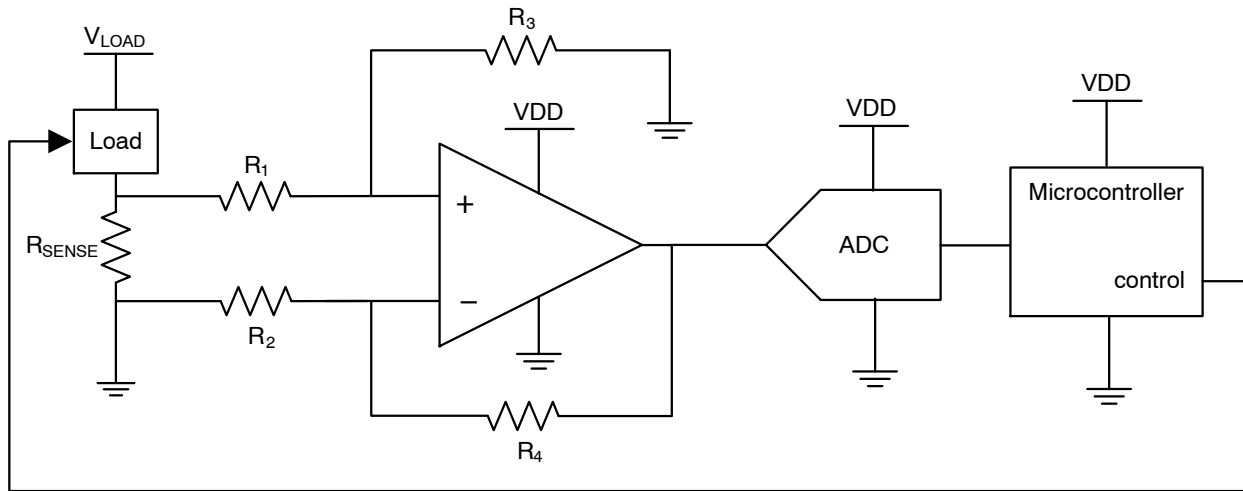 R3
VLOAD
VDD
VDD
VDD
Load
R1
Microcontroller
+
RSENSE
ADC
control
−
R2
R4